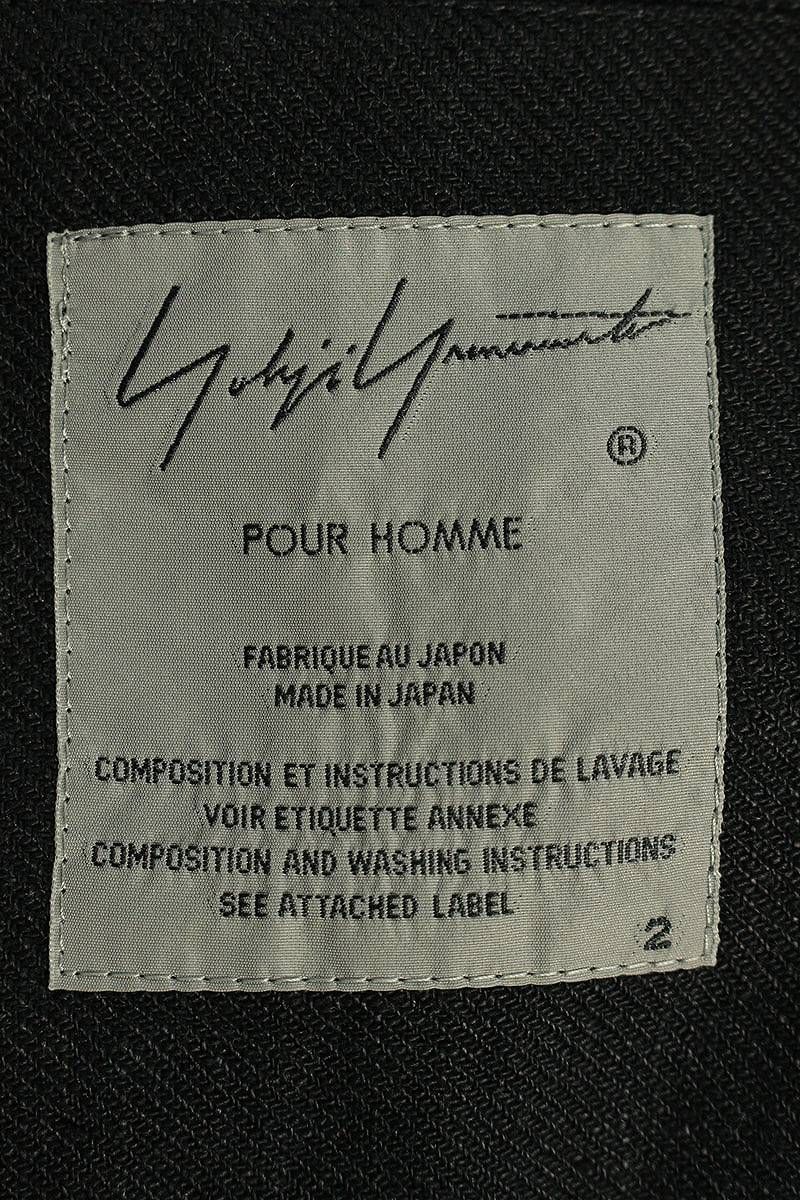 Yohji Yamamoto
®
POUR HOMME
FABRIQUE AU JAPON
MADE IN JAPAN
COMPOSITION ET INSTRUCTIONS DE LAVAGE
VOIR ETIQUETTE ANNEXE
COMPOSITION AND WASHING INSTRUCTIONS
SEE ATTACHED LABEL
2